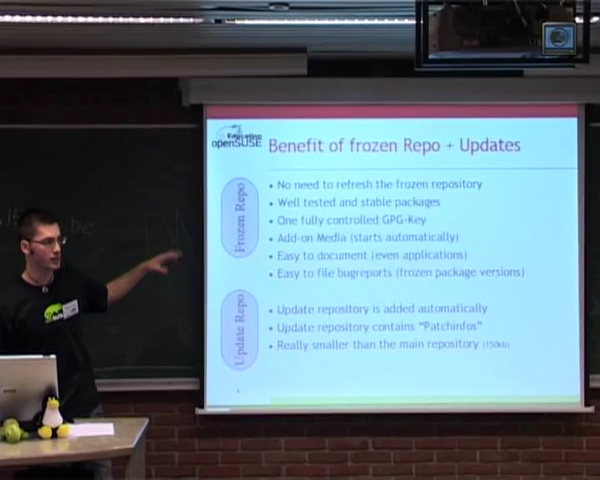 Education
openSUSE
Benefit of frozen Repo + Updates
Frozen Repo
• No need to refresh the frozen repository
• Well tested and stable packages
• One fully controlled GPG-Key
• Add-on Media (starts automatically)
• Easy to document (even applications)
• Easy to file bugreports (frozen package versions)
Update Repo
• Update repository is added automatically
• Update repository contains "Patchinfos"
• Really smaller than the main repository (150kb)
be